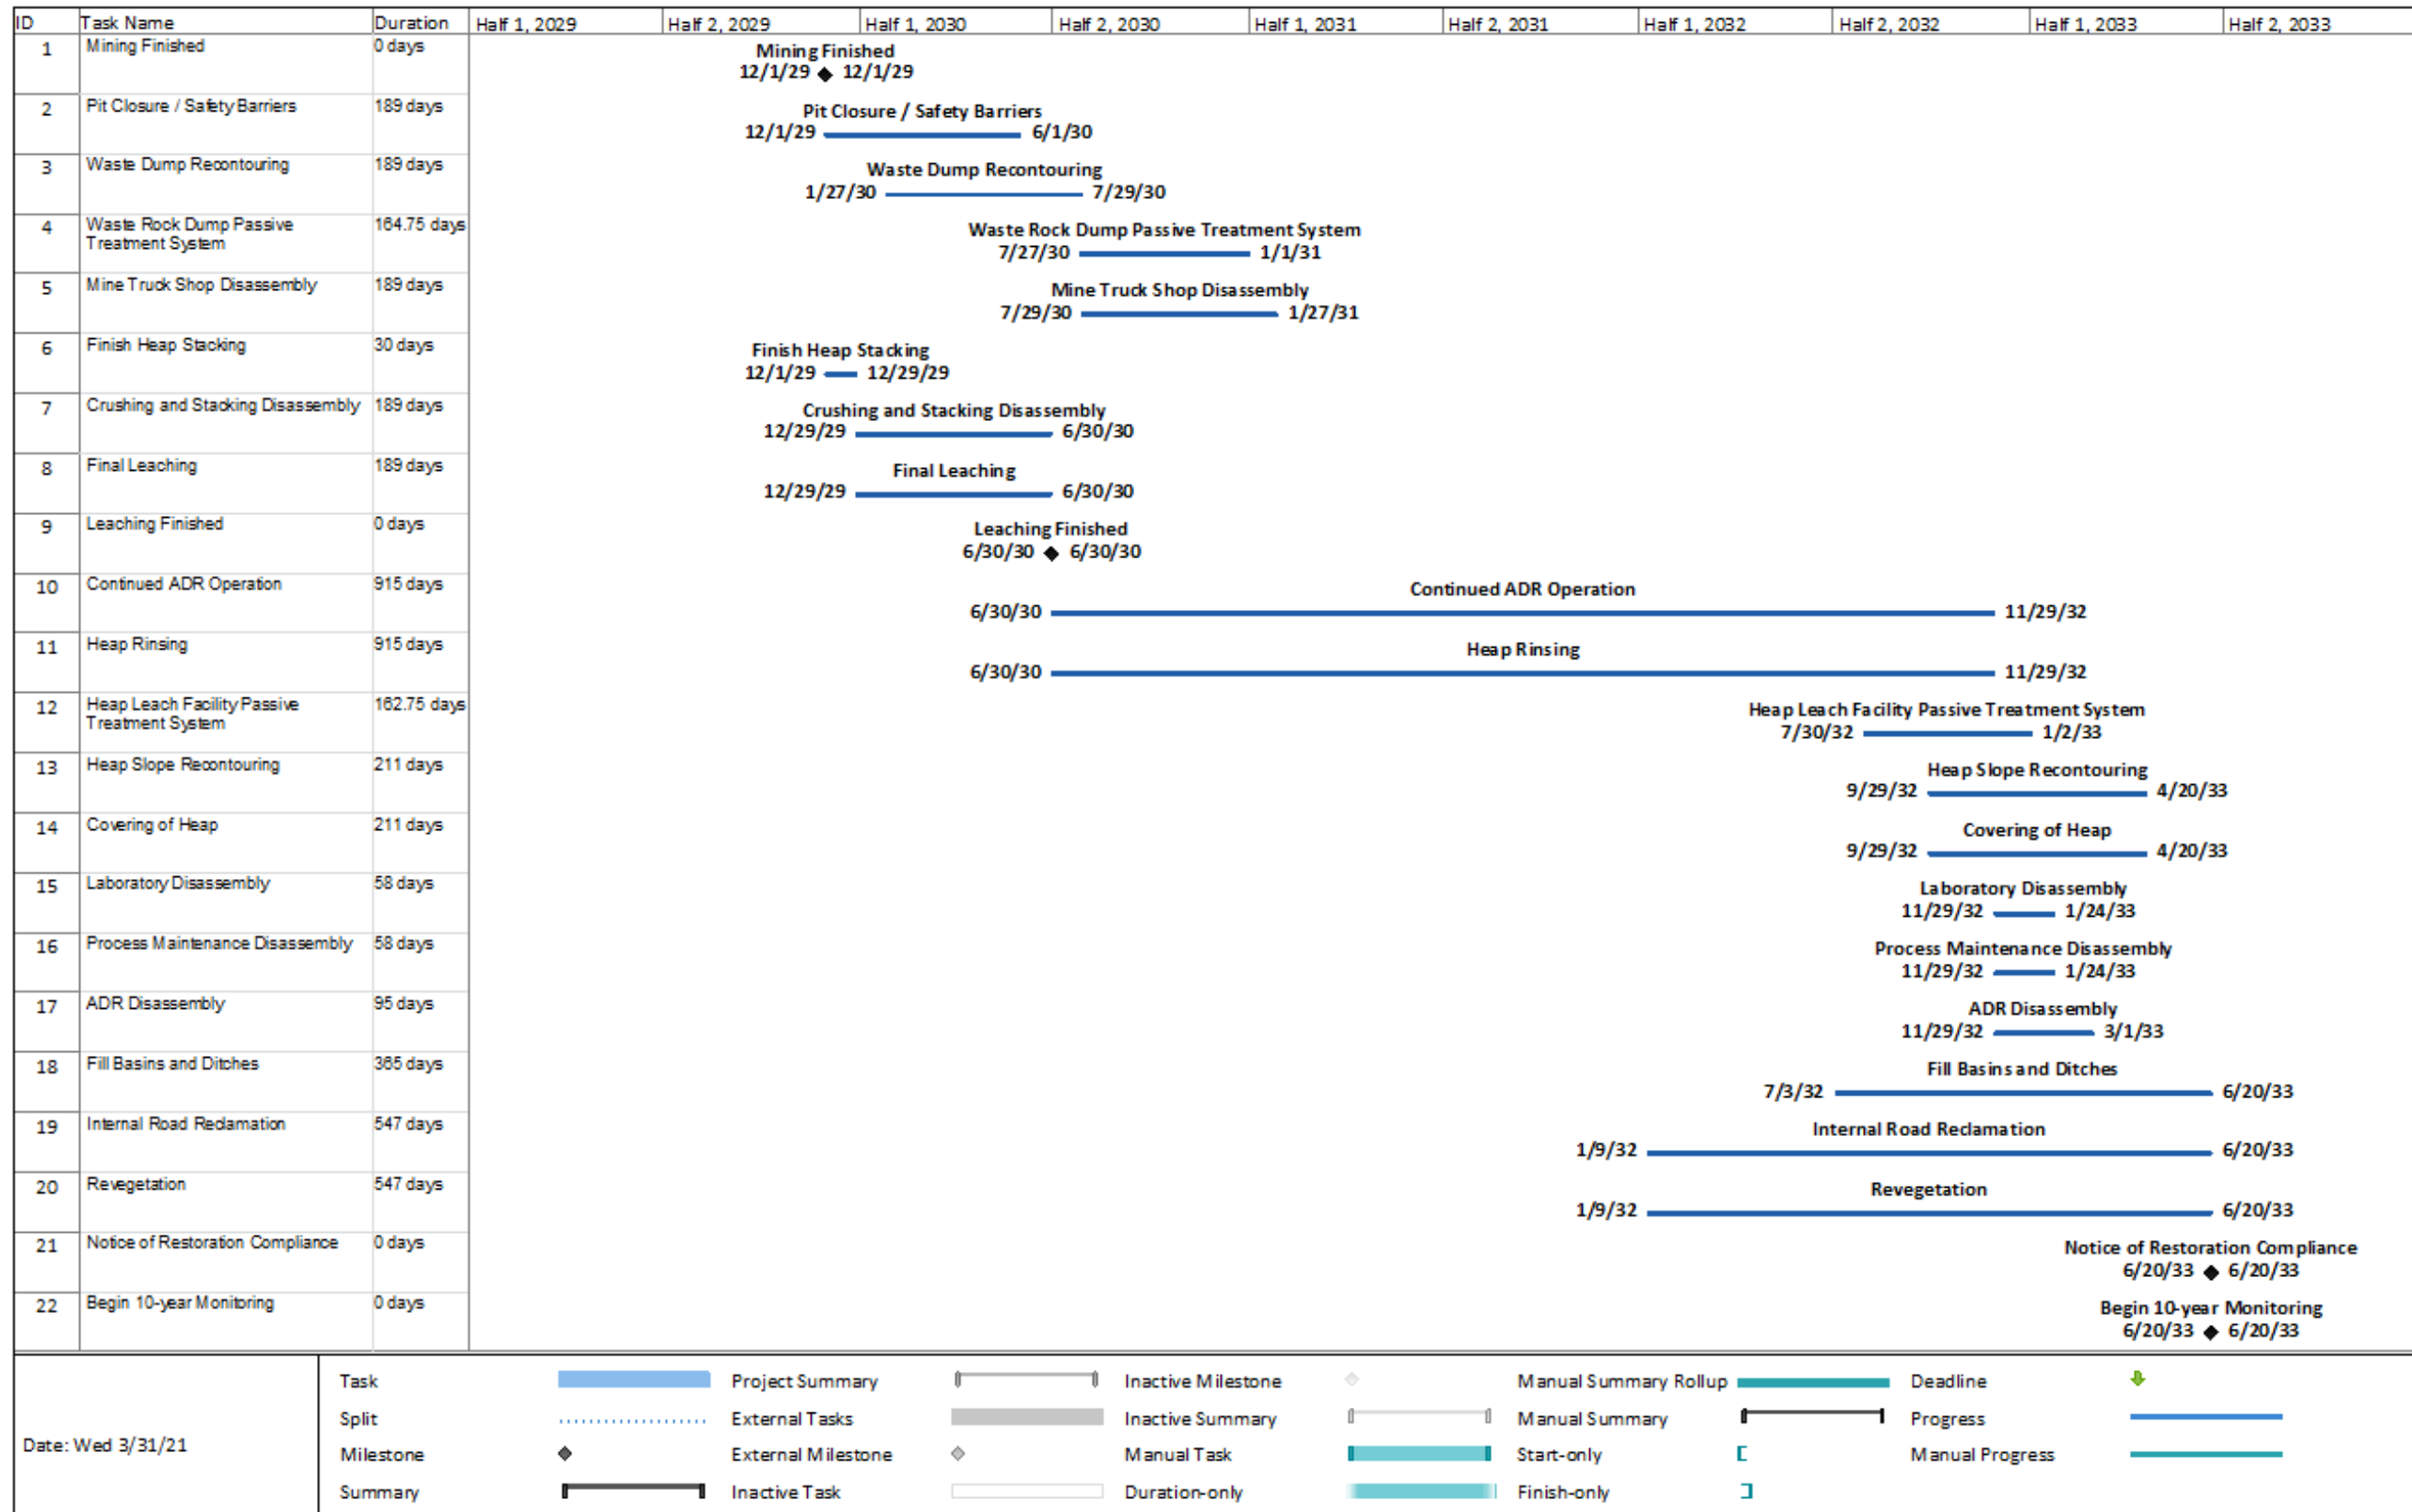 ID Task Name Duration Half 1, 2029 Half 2, 2029 Half 1, 2030 Half 2, 2030 Half 1, 2031 Half 2, 2031 Half 1, 2032 Half 2, 2032 Half 1, 2033 Half 2, 2033
1 Mining Finished 0 days
Mining Finished
12/1/29 12/1/29
2 Pit Closure / Safety Barriers 189 days
Pit Closure / Safety Barriers
12/1/29 6/1/30
3 Waste Dump Recontouring 189 days
Waste Dump Recontouring
1/27/30 7/29/30
4 Waste Rock Dump Passive 164.75 days
Treatment System
Waste Rock Dump Passive Treatment System
7/27/30 1/1/31
5 Mine Truck Shop Disassembly 189 days
Mine Truck Shop Disassembly
7/29/30 1/27/31
6 Finish Heap Stacking 30 days
Finish Heap Stacking
12/1/29 12/29/29
7 Crushing and Stacking Disassembly 189 days
Crushing and Stacking Disassembly
12/29/29 6/30/30
8 Final Leaching 189 days
Final Leaching
12/29/29 6/30/30
9 Leaching Finished 0 days
Leaching Finished
6/30/30 6/30/30
10 Continued ADR Operation 915 days
Continued ADR Operation
6/30/30 11/29/32
11 Heap Rinsing 915 days
Heap Rinsing
6/30/30 11/29/32
12 Heap Leach Facility Passive 162.75 days
Treatment System
Heap Leach Facility Passive Treatment System
7/30/32 1/2/33
13 Heap Slope Recontouring 211 days
Heap Slope Recontouring
9/29/32 4/20/33
14 Covering of Heap 211 days
Covering of Heap
9/29/32 4/20/33
15 Laboratory Disassembly 58 days
Laboratory Disassembly
11/29/32 1/24/33
16 Process Maintenance Disassembly 58 days
Process Maintenance Disassembly
11/29/32 1/24/33
17 ADR Disassembly 95 days
ADR Disassembly
11/29/32 3/1/33
18 Fill Basins and Ditches 365 days
Fill Basins and Ditches
7/3/32 6/20/33
19 Internal Road Reclamation 547 days
Internal Road Reclamation
1/9/32 6/20/33
20 Revegetation 547 days
Revegetation
1/9/32 6/20/33
21 Notice of Restoration Compliance 0 days
Notice of Restoration Compliance
6/20/33 6/20/33
22 Begin 10-year Monitoring 0 days
Begin 10-year Monitoring
6/20/33 6/20/33
Date: Wed 3/31/21
Task Project Summary Inactive Milestone Manual Summary Rollup Deadline
Split External Tasks Inactive Summary Manual Summary Progress
Milestone External Milestone Manual Task Start-only Manual Progress
Summary Inactive Task Duration-only Finish-only